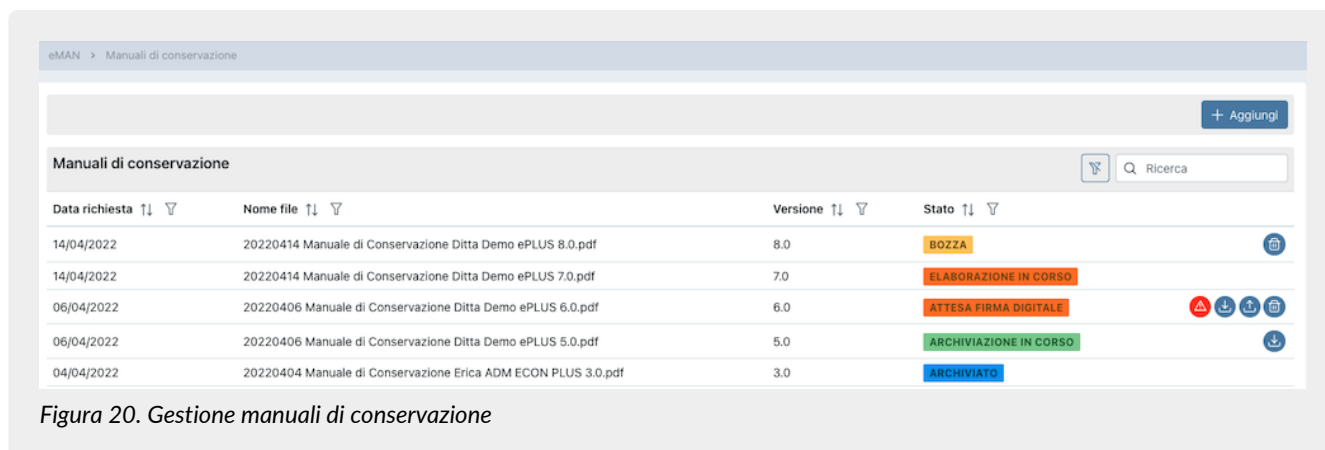 eMAN > Manuali di conservazione
+ Aggiungi
Manuali di conservazione
Ricerca
Data richiesta Nome file Versione Stato
14/04/2022 20220414 Manuale di Conservazione Ditta Demo ePLUS 8.0.pdf 8.0 BOZZA
14/04/2022 20220414 Manuale di Conservazione Ditta Demo ePLUS 7.0.pdf 7.0 ELABORAZIONE IN CORSO
06/04/2022 20220406 Manuale di Conservazione Ditta Demo ePLUS 6.0.pdf 6.0 ATTESA FIRMA DIGITALE
06/04/2022 20220406 Manuale di Conservazione Ditta Demo ePLUS 5.0.pdf 5.0 ARCHIVIAZIONE IN CORSO
04/04/2022 20220404 Manuale di Conservazione Erica ADM ECON PLUS 3.0.pdf 3.0 ARCHIVIATO
Figura 20. Gestione manuali di conservazione